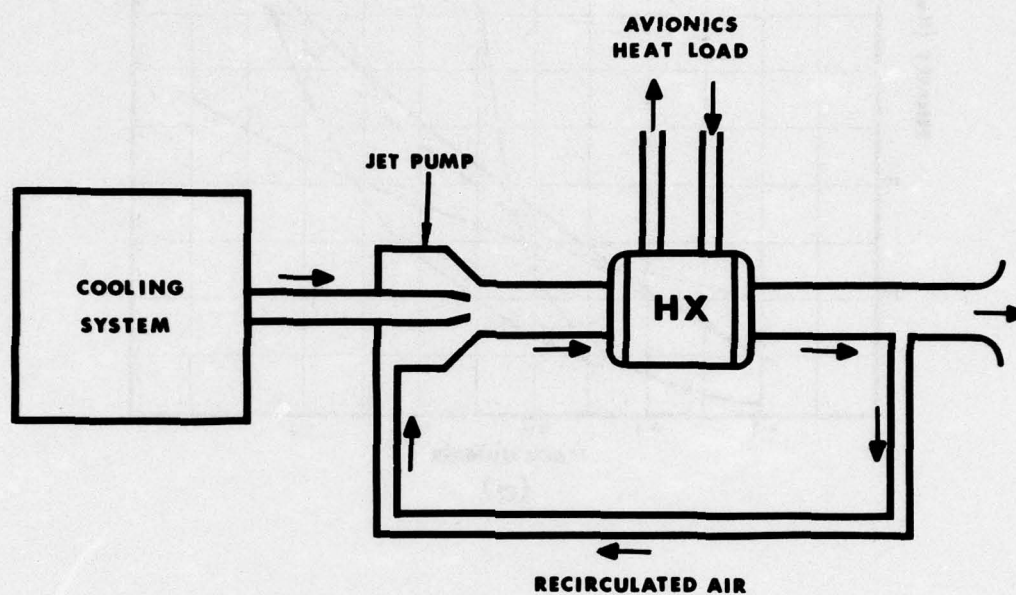 AVIONICS
HEAT LOAD
JET PUMP
COOLING
SYSTEM
HX
RECIRCULATED AIR